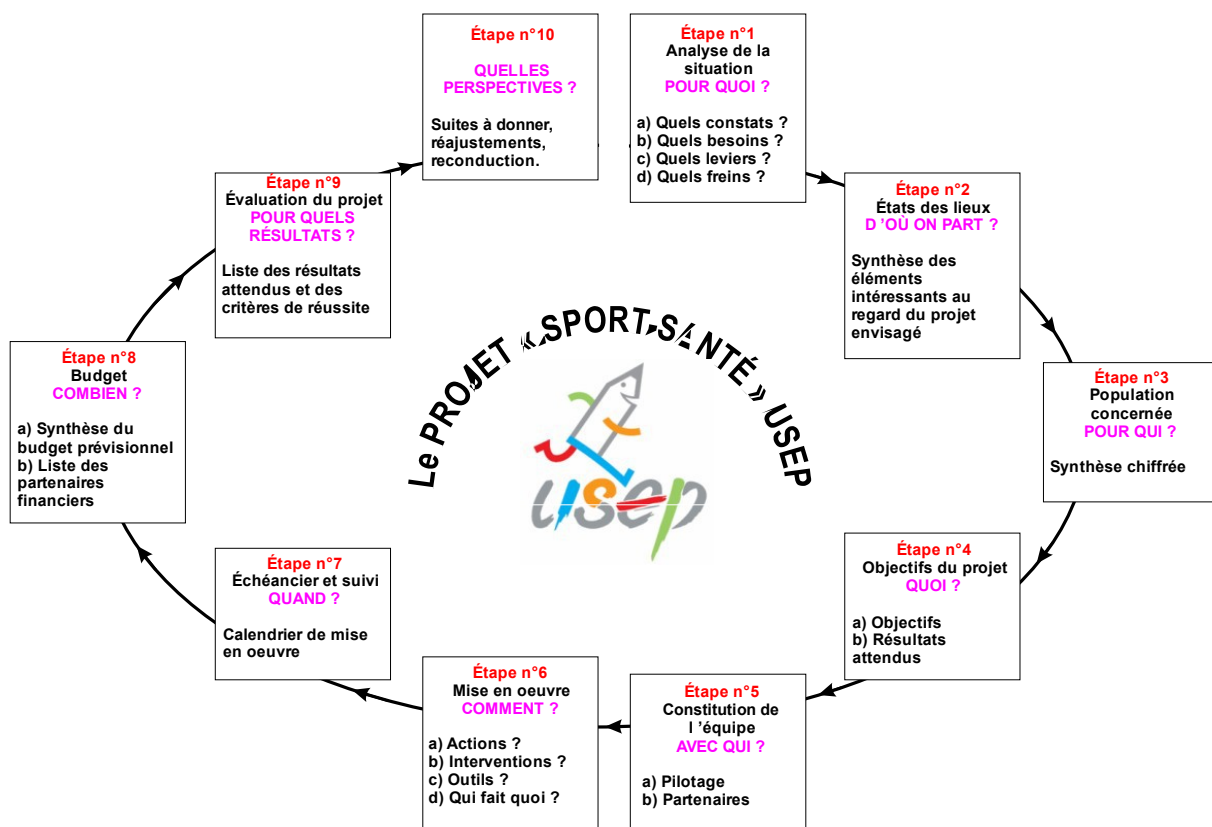 Étape n°1
Analyse de la
situation
POUR QUOI ?
a) Quels constats ?
b) Quels besoins ?
c) Quels leviers ?
d) Quels freins ?
Étape n°2
États des lieux
D ’OÙ ON PART ?
Synthèse des
éléments
intéressants au
regard du projet
envisagé
Étape n°3
Population
concernée
POUR QUI ?
Synthèse chiffrée
Étape n°4
Objectifs du projet
QUOI ?
a) Objectifs
b) Résultats
attendus
Étape n°5
Constitution de
l ’équipe
AVEC QUI ?
a) Pilotage
b) Partenaires
Étape n°6
Mise en oeuvre
COMMENT ?
a) Actions ?
b) Interventions ?
c) Outils ?
d) Qui fait quoi ?
Étape n°7
Échéancier et suivi
QUAND ?
Calendrier de mise
en oeuvre
Étape n°8
Budget
COMBIEN ?
a) Synthèse du
budget prévisionnel
b) Liste des
partenaires
financiers
Étape n°9
Évaluation du projet
POUR QUELS
RÉSULTATS ?
Liste des résultats
attendus et des
critères de réussite
Étape n°10
QUELLES
PERSPECTIVES ?
Suites à donner,
réajustements,
reconduction.
Le PROJET « SPORT-SANTÉ » USEP
usep